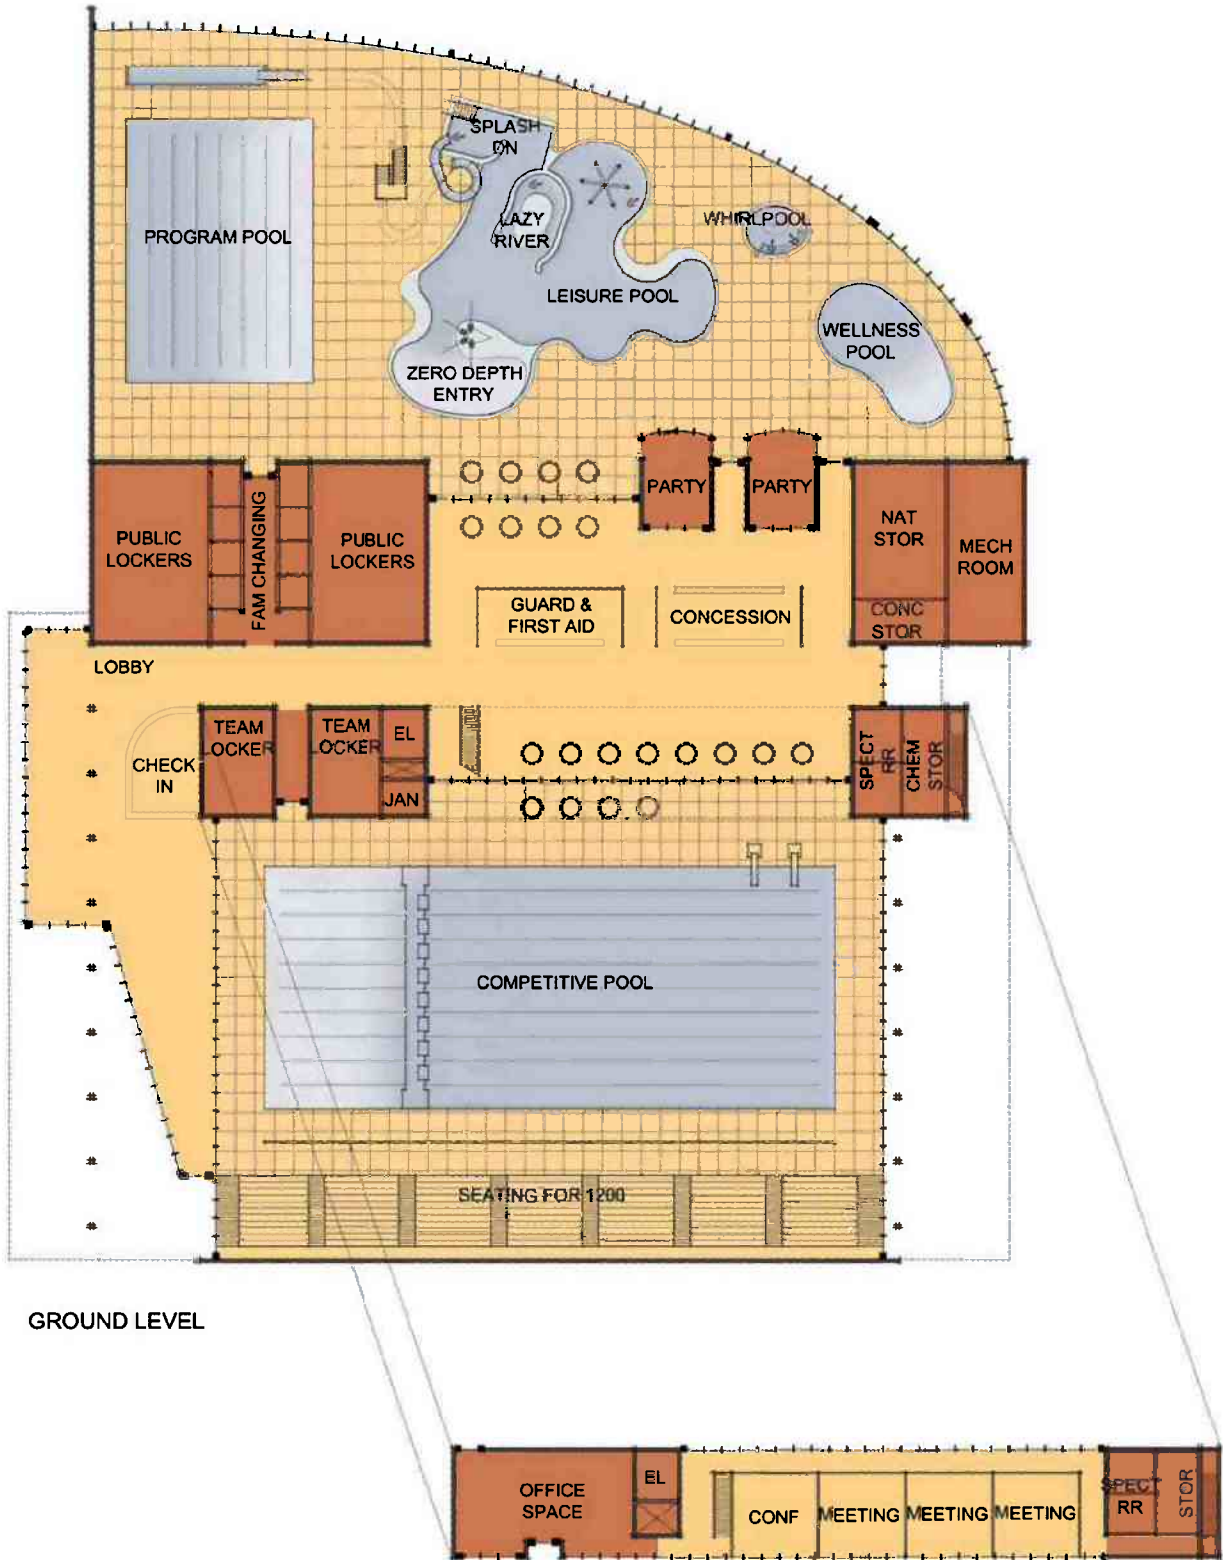 SPLASH
DN
PROGRAM POOL
LAZY
RIVER
WHIRLPOOL
LEISURE POOL
WELLNESS
POOL
ZERO DEPTH
ENTRY
PARTY
PARTY
PUBLIC
LOCKERS
FAM CHANGING
PUBLIC
LOCKERS
NAT
STOR
MECH
ROOM
GUARD &
FIRST AID
CONCESSION
CONC
STOR
LOBBY
TEAM
LOCKER
TEAM
LOCKER
EL
CHECK
IN
JAN
SPECT
RR
CHEM
STOR
COMPETITIVE POOL
SEATING FOR 1200
GROUND LEVEL
OFFICE
SPACE
EL
CONF
MEETING
MEETING
MEETING
SPECT
RR
STOR